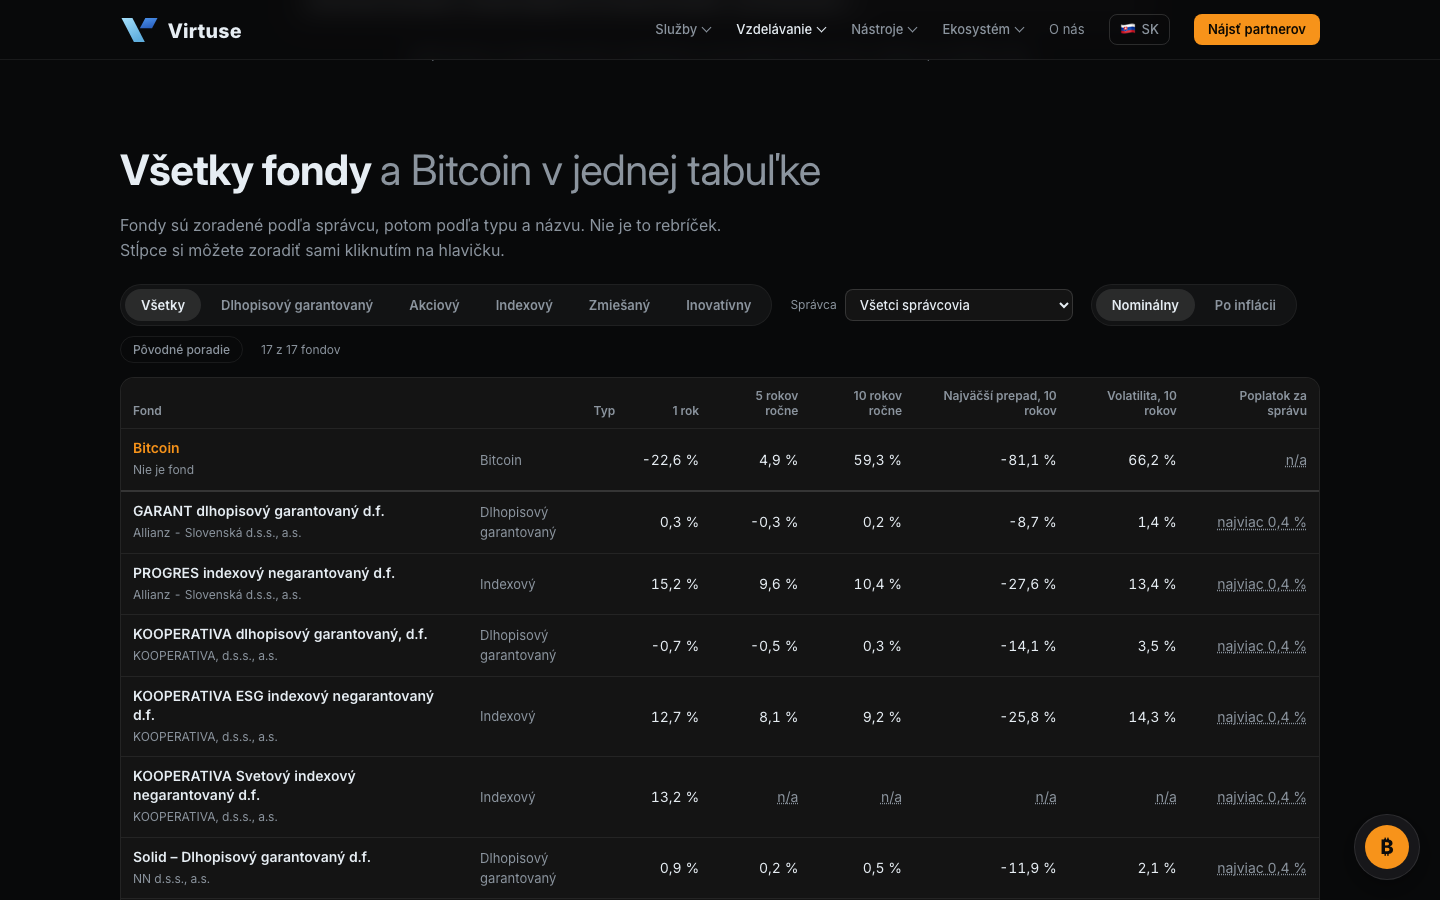 Virtuse
Služby
Vzdelávanie
Nástroje
Ekosystém
O nás
SK
Nájsť partnerov
Všetky fondy a Bitcoin v jednej tabuľke
Fondy sú zoradené podľa správcu, potom podľa typu a názvu. Nie je to rebríček.
Stĺpce si môžete zoradiť sami kliknutím na hlavičku.
Všetky
Dlhopisový garantovaný
Akciový
Indexový
Zmiešaný
Inovatívny
Správca
Všetci správcovia
Nominálny
Po inflácii
Pôvodné poradie
17 z 17 fondov
Fond
Typ
1 rok
5 rokov
ročne
10 rokov
ročne
Najväčší prepad, 10
rokov
Volatilita, 10
rokov
Poplatok za
správu
Bitcoin
Nie je fond
Bitcoin
-22,6 %
4,9 %
59,3 %
-81,1 %
66,2 %
n/a
GARANT dlhopisový garantovaný d.f.
Allianz - Slovenská d.s.s., a.s.
Dlhopisový
garantovaný
0,3 %
-0,3 %
0,2 %
-8,7 %
1,4 %
najviac 0,4 %
PROGRES indexový negarantovaný d.f.
Allianz - Slovenská d.s.s., a.s.
Indexový
15,2 %
9,6 %
10,4 %
-27,6 %
13,4 %
najviac 0,4 %
KOOPERATIVA dlhopisový garantovaný, d.f.
KOOPERATIVA, d.s.s., a.s.
Dlhopisový
garantovaný
-0,7 %
-0,5 %
0,3 %
-14,1 %
3,5 %
najviac 0,4 %
KOOPERATIVA ESG indexový negarantovaný
d.f.
KOOPERATIVA, d.s.s., a.s.
Indexový
12,7 %
8,1 %
9,2 %
-25,8 %
14,3 %
najviac 0,4 %
KOOPERATIVA Svetový indexový
negarantovaný d.f.
KOOPERATIVA, d.s.s., a.s.
Indexový
13,2 %
n/a
n/a
n/a
n/a
najviac 0,4 %
Solid – Dlhopisový garantovaný d.f.
NN d.s.s., a.s.
Dlhopisový
garantovaný
0,9 %
0,2 %
0,5 %
-11,9 %
2,1 %
najviac 0,4 %